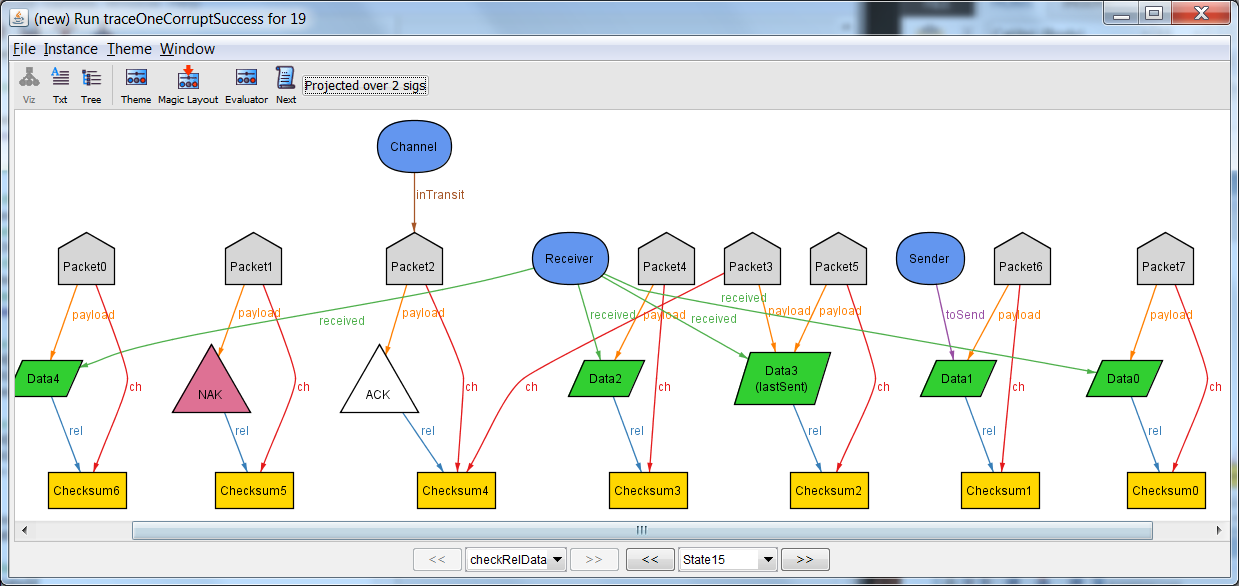 (new) Run traceOneCorruptSuccess for 19
File Instance Theme Window
Viz Txt Tree Theme Magic Layout Evaluator Next Projected over 2 sigs
Channel
inTransit
Packet0 Packet1 Packet2 Receiver Packet4 Packet3 Packet5 Sender Packet6 Packet7
received
payload payload payload received payload received payload payload toSend payload payload
received
Data4 NAK ACK Data2 Data3 Data1 Data0
(lastSent)
ch ch ch ch ch ch ch ch
rel rel rel rel rel rel rel
Checksum6 Checksum5 Checksum4 Checksum3 Checksum2 Checksum1 Checksum0
<< checkRelData >> << State15 >>